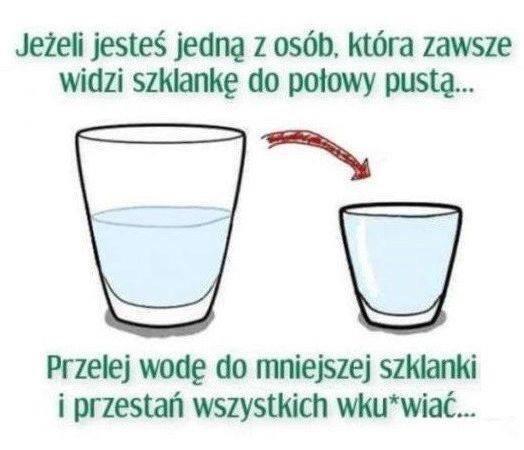 Jeżeli jesteś jedną z osób, która zawsze
widzi szklankę do połowy pustą...
Przelej wodę do mniejszej szklanki
i przestań wszystkich wku*wiać...